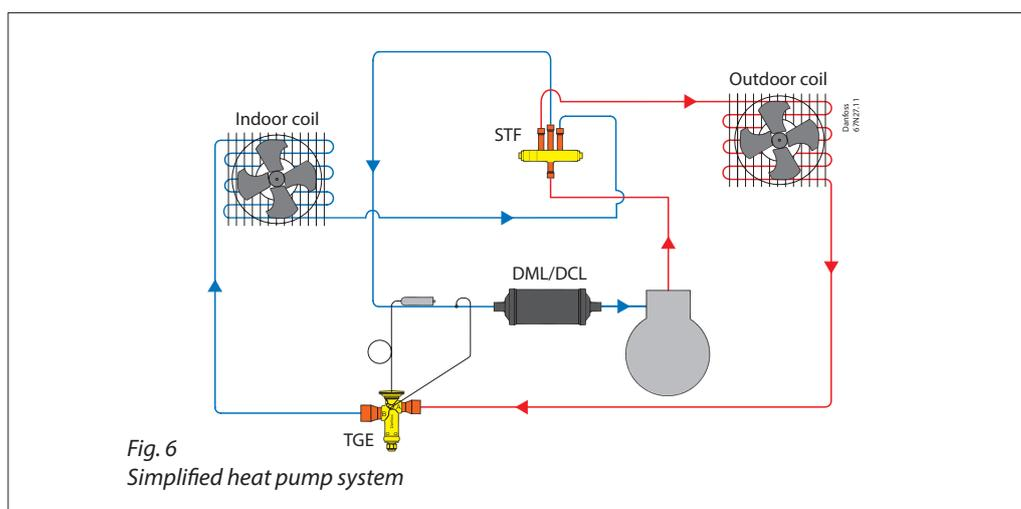 Outdoor coil
Indoor coil
STF
Danfoss
67N27.11
DML/DCL
B
A
TGE
Fig. 6
Simplified heat pump system